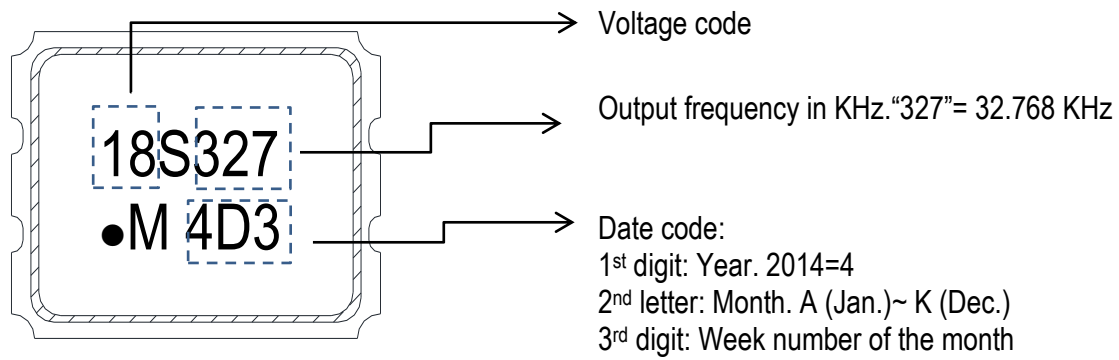 Voltage code
Output frequency in KHz.“327”= 32.768 KHz
18S327
●M 4D3
Date code:
1st digit: Year. 2014=4
2nd letter: Month. A (Jan.)~ K (Dec.)
3rd digit: Week number of the month